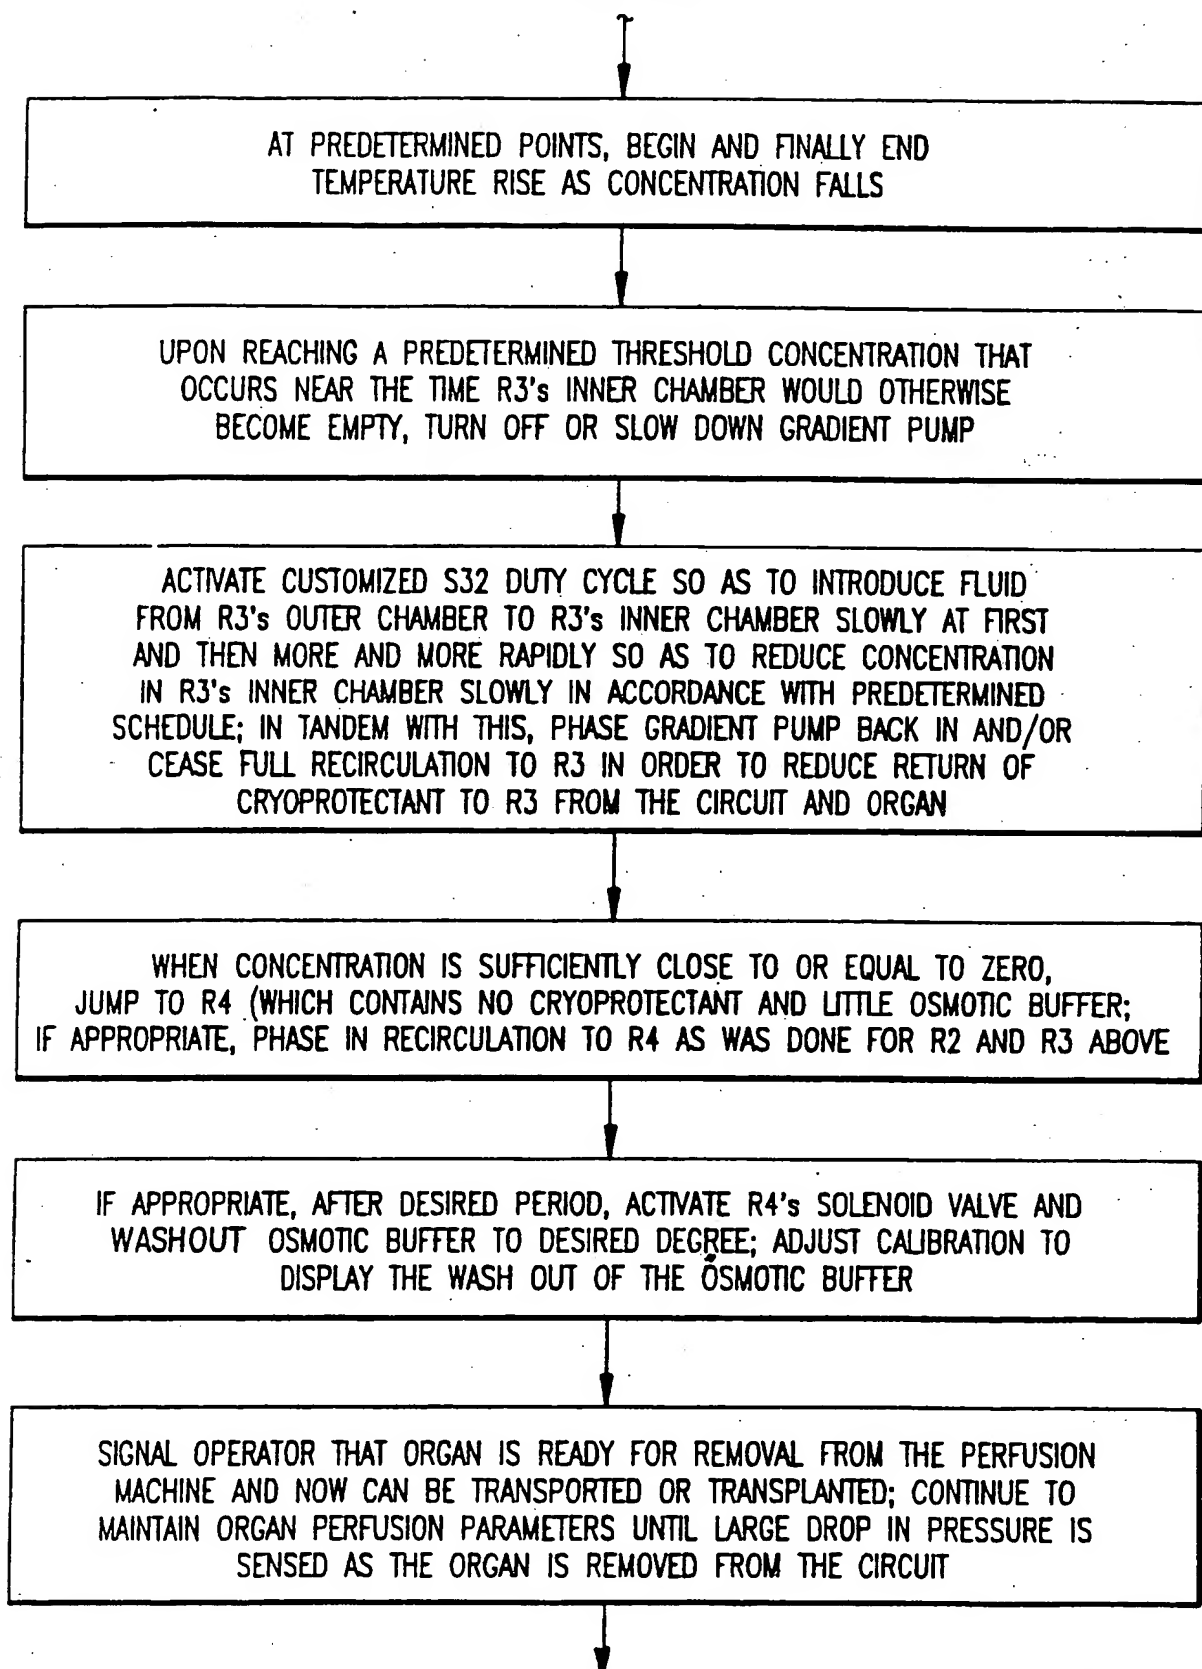 AT PREDETERMINED POINTS, BEGIN AND FINALLY END
TEMPERATURE RISE AS CONCENTRATION FALLS
UPON REACHING A PREDETERMINED THRESHOLD CONCENTRATION THAT
OCCURS NEAR THE TIME R3's INNER CHAMBER WOULD OTHERWISE
BECOME EMPTY, TURN OFF OR SLOW DOWN GRADIENT PUMP
ACTIVATE CUSTOMIZED S32 DUTY CYCLE SO AS TO INTRODUCE FLUID
FROM R3's OUTER CHAMBER TO R3's INNER CHAMBER SLOWLY AT FIRST
AND THEN MORE AND MORE RAPIDLY SO AS TO REDUCE CONCENTRATION
IN R3's INNER CHAMBER SLOWLY IN ACCORDANCE WITH PREDETERMINED
SCHEDULE; IN TANDEM WITH THIS, PHASE GRADIENT PUMP BACK IN AND/OR
CEASE FULL RECIRCULATION TO R3 IN ORDER TO REDUCE RETURN OF
CRYOPROTECTANT TO R3 FROM THE CIRCUIT AND ORGAN
WHEN CONCENTRATION IS SUFFICIENTLY CLOSE TO OR EQUAL TO ZERO,
JUMP TO R4 (WHICH CONTAINS NO CRYOPROTECTANT AND LITTLE OSMOTIC BUFFER;
IF APPROPRIATE, PHASE IN RECIRCULATION TO R4 AS WAS DONE FOR R2 AND R3 ABOVE
IF APPROPRIATE, AFTER DESIRED PERIOD, ACTIVATE R4's SOLENOID VALVE AND
WASHOUT OSMOTIC BUFFER TO DESIRED DEGREE; ADJUST CALIBRATION TO
DISPLAY THE WASH OUT OF THE OSMOTIC BUFFER
SIGNAL OPERATOR THAT ORGAN IS READY FOR REMOVAL FROM THE PERFUSION
MACHINE AND NOW CAN BE TRANSPORTED OR TRANSPLANTED; CONTINUE TO
MAINTAIN ORGAN PERFUSION PARAMETERS UNTIL LARGE DROP IN PRESSURE IS
SENSED AS THE ORGAN IS REMOVED FROM THE CIRCUIT